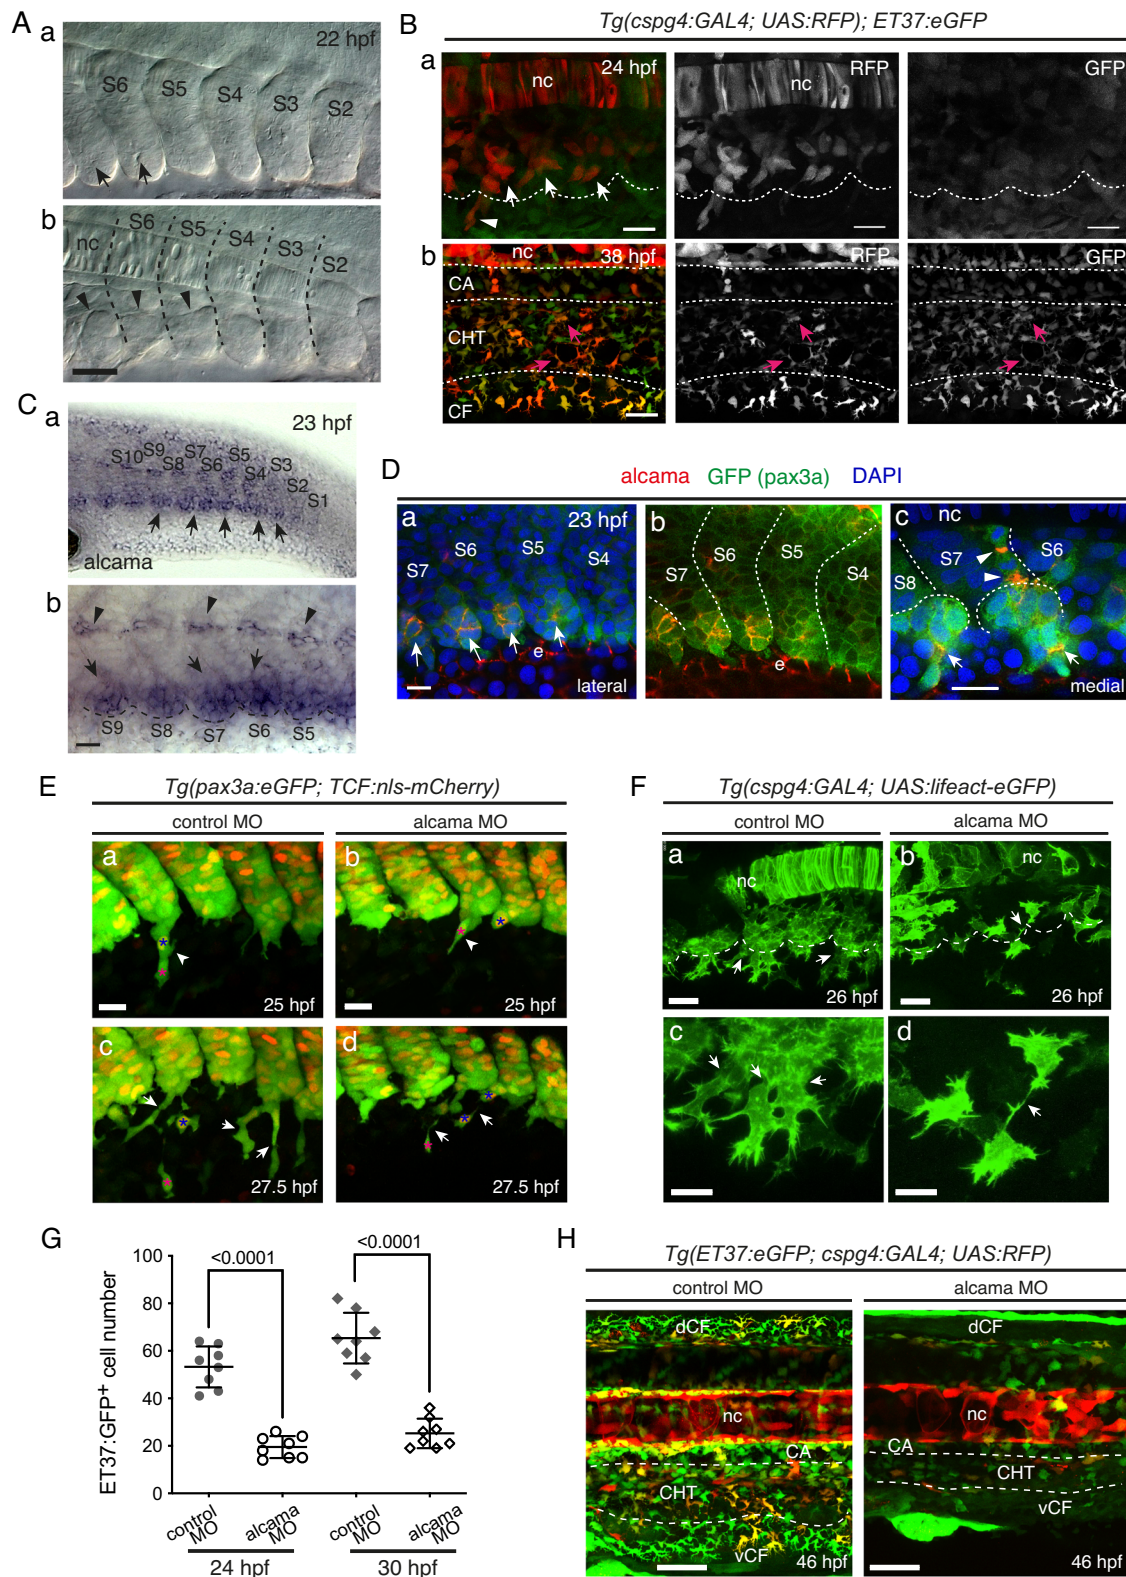 A
a
22 hpf
S6
S5
S4
S3
S2
b
nc
S6
S5
S4
S3
S2
B
Tg(cspg4:GAL4; UAS:RFP); ET37:eGFP
a
24 hpf
nc
RFP
GFP
b
nc
38 hpf
RFP
GFP
CA
CHT
CF
C
a
23 hpf
S10
S9
S8
S7
S6
S5
S4
S3
S2
S1
alcama
b
S9
S8
S7
S6
S5
D
alcama GFP (pax3a) DAPI
a
23 hpf
S7
S6
S5
S4
e
lateral
b
S7
S6
S5
S4
e
c
nc
S8
S7
S6
medial
E
Tg(pax3a:eGFP; TCF:nls-mCherry)
control MO
alcama MO
a
*
*
25 hpf
b
*
*
25 hpf
c
*
*
27.5 hpf
d
*
*
*
27.5 hpf
F
Tg(cspg4:GAL4; UAS:lifeact-eGFP)
control MO
alcama MO
a
nc
26 hpf
b
nc
26 hpf
c
d
G
ET37:GFP+ cell number
100
80
60
40
20
0
<0.0001
<0.0001
control MO
alcama MO
control MO
alcama MO
24 hpf
30 hpf
H
Tg(ET37:eGFP; cspg4:GAL4; UAS:RFP)
control MO
alcama MO
dCF
nc
CA
CHT
vCF
46 hpf
dCF
nc
CA
CHT
vCF
46 hpf